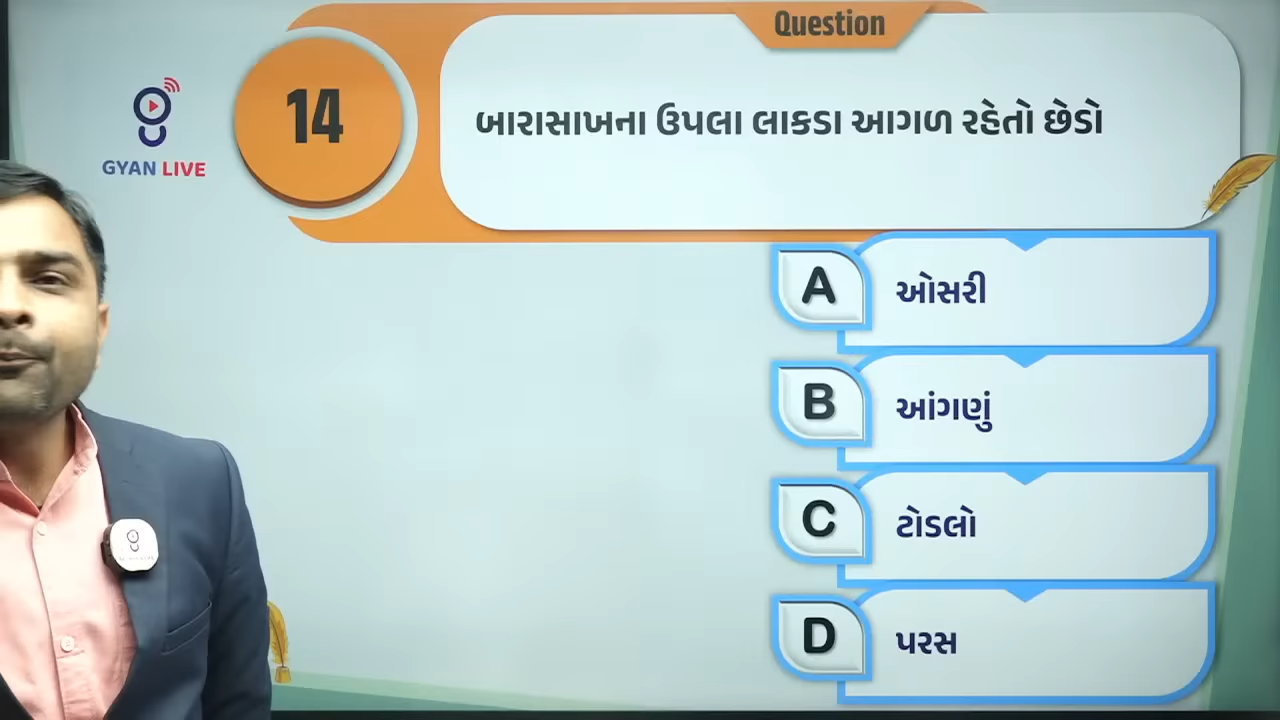 Question
14
બારાસાખના ઉપલા લાકડા આગળ રહેતો છેડો
GYAN LIVE
A
ઓસરી
B
આંગણું
C
ટોડલો
D
પરસ